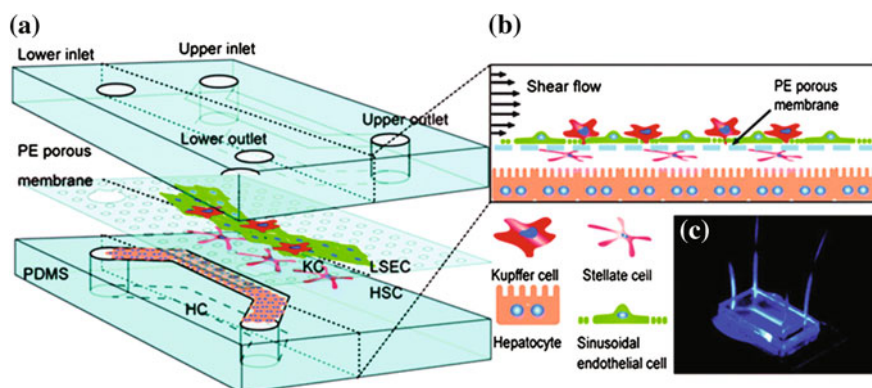 (a)
Lower inlet
Upper inlet
Lower outlet
Upper outlet
PE porous
membrane
PDMS
KC
LSEC
HSC
HC
(b)
Shear flow
PE porous
membrane
Kupffer cell
Stellate cell
Hepatocyte
Sinusoidal
endothelial cell
(c)